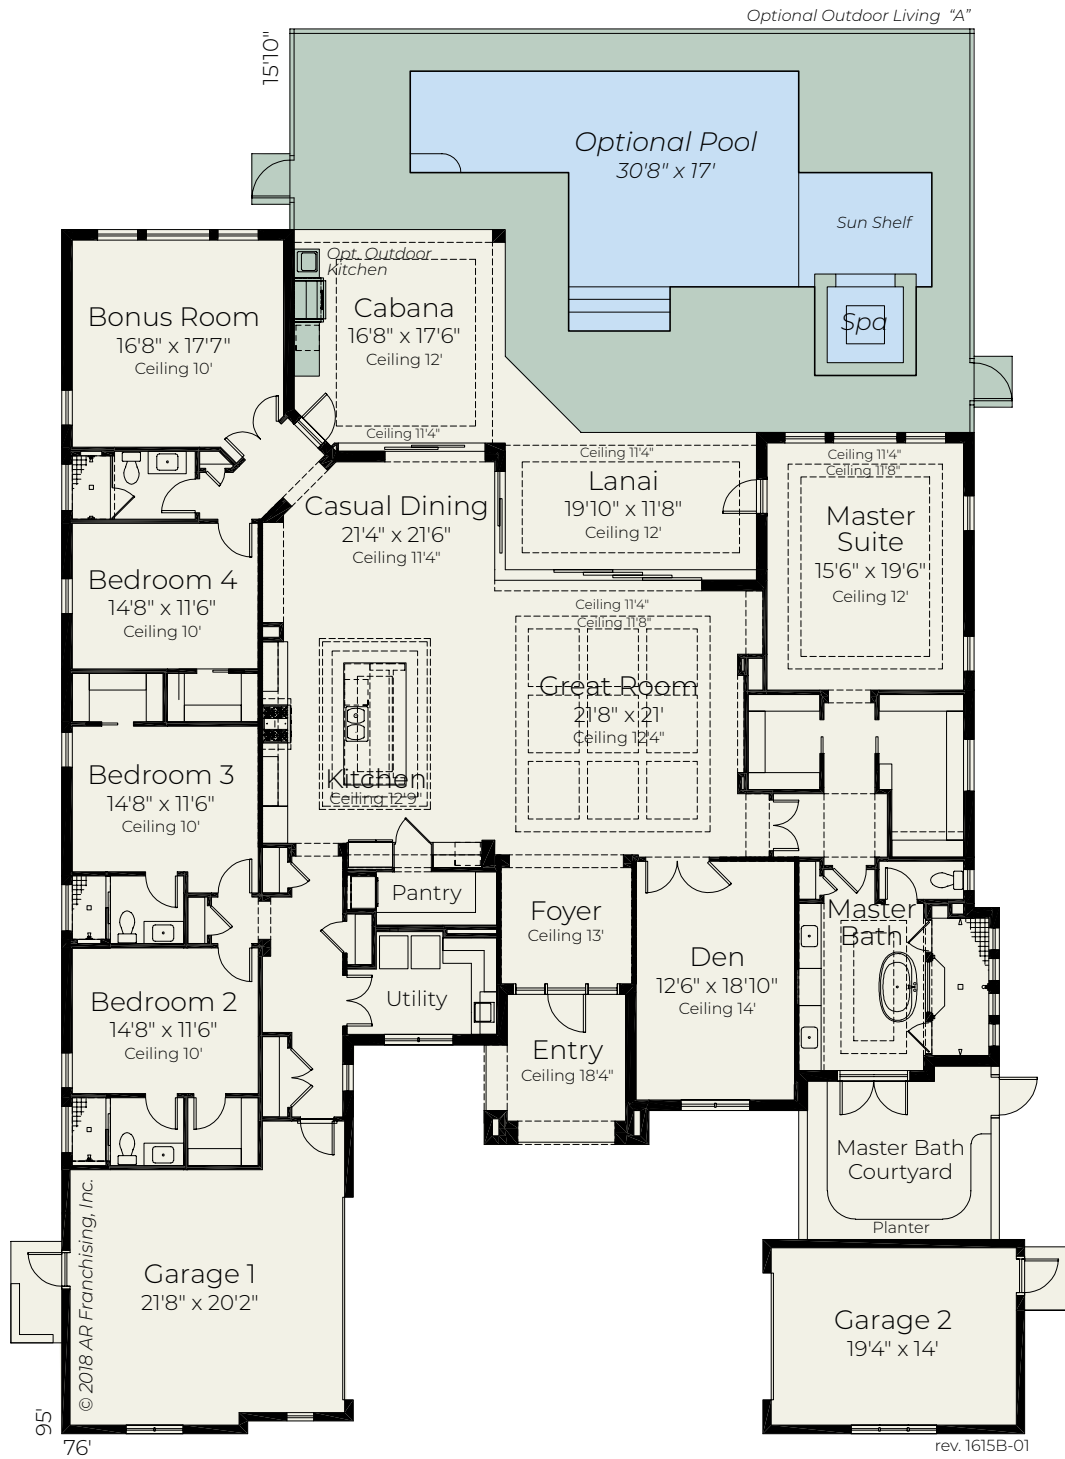 Optional Outdoor Living “A”
15'10"
Optional Pool
30'8" x 17'
Sun Shelf
Spa
Opt. Outdoor
Kitchen
Cabana
16'8" x 17'6"
Ceiling 12'
Ceiling 11'4"
Bonus Room
16'8" x 17'7"
Ceiling 10'
Ceiling 11'4"
Lanai
19'10" x 11'8"
Ceiling 12'
Ceiling 11'4"
Ceiling 11'8"
Master
Suite
15'6" x 19'6"
Ceiling 12'
Casual Dining
21'4" x 21'6"
Ceiling 11'4"
Bedroom 4
14'8" x 11'6"
Ceiling 10'
Ceiling 11'4"
Ceiling 11'8"
Great Room
21'8" x 21'
Ceiling 12'4"
Kitchen
Ceiling 12'9"
Bedroom 3
14'8" x 11'6"
Ceiling 10'
Pantry
Foyer
Ceiling 13'
Master
Bath
Den
12'6" x 18'10"
Ceiling 14'
Bedroom 2
14'8" x 11'6"
Ceiling 10'
Utility
Entry
Ceiling 18'4"
Master Bath
Courtyard
Planter
Garage 1
21'8" x 20'2"
Garage 2
19'4" x 14'
© 2018 AR Franchising, Inc.
95'
76'
rev. 1615B-01